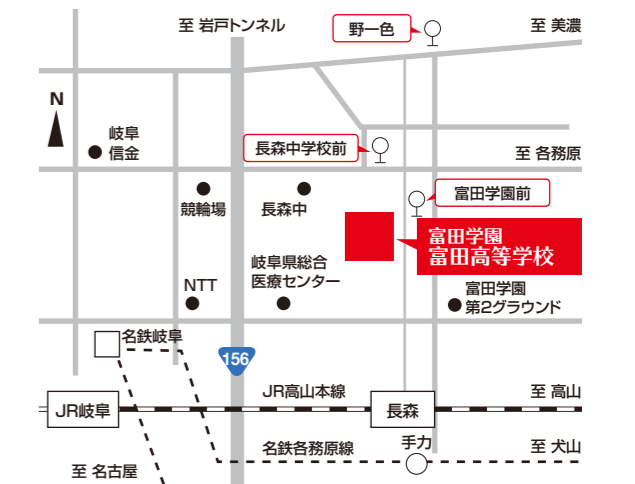 至 岩戸トンネル
野一色
至 美濃
N
岐阜
信金
長森中学校前
至 各務原
競輪場
長森中
富田学園前
富田学園
富田高等学校
岐阜県総合
医療センター
NTT
富田学園
第2グラウンド
名鉄岐阜
156
JR高山本線
至 高山
JR岐阜
長森
名鉄各務原線
手力
至 犬山
至 名古屋